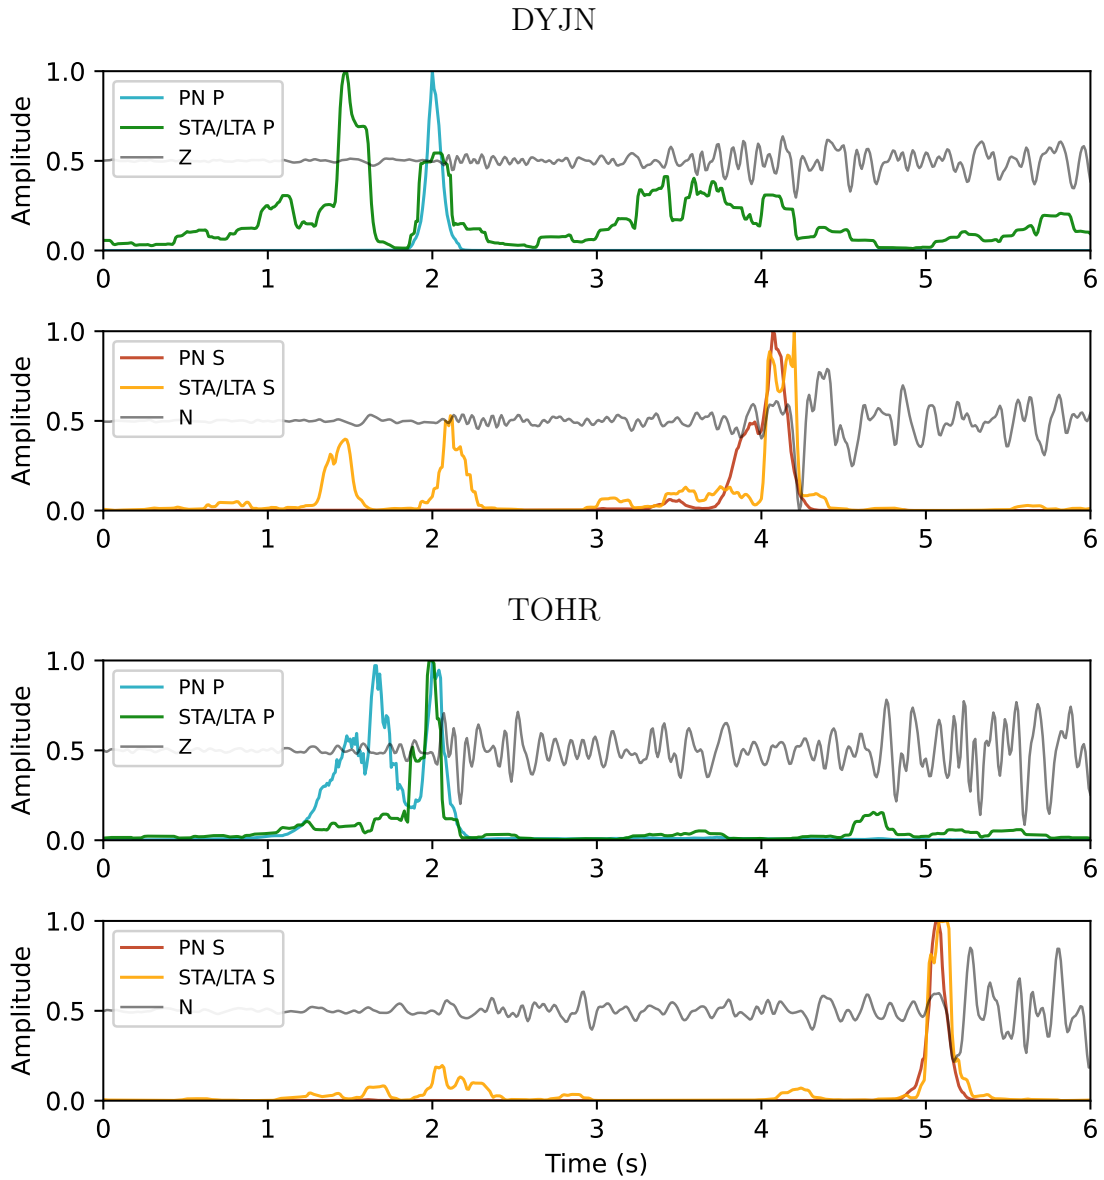 DYJN
1.0
0.5
0.0
Amplitude
PN P
STA/LTA P
Z
0 1 2 3 4 5 6
1.0
0.5
0.0
Amplitude
PN S
STA/LTA S
N
0 1 2 3 4 5 6
TOHR
1.0
0.5
0.0
Amplitude
PN P
STA/LTA P
Z
0 1 2 3 4 5 6
1.0
0.5
0.0
Amplitude
PN S
STA/LTA S
N
0 1 2 3 4 5 6
Time (s)